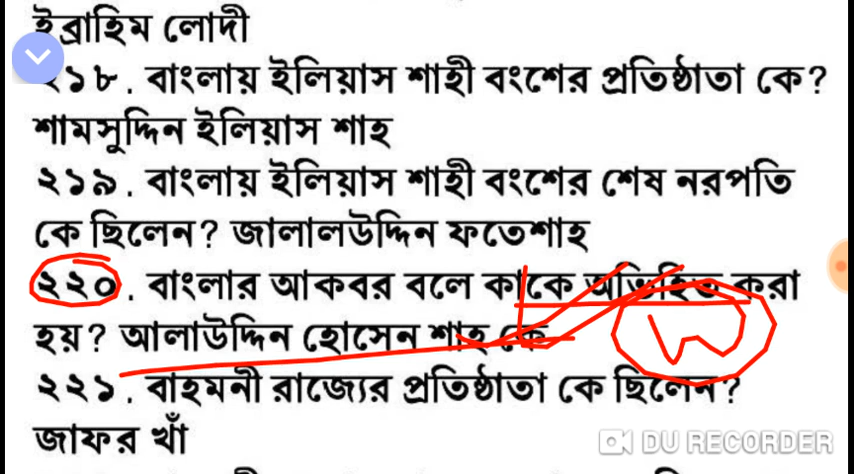 ইব্রাহিম লোদী
২১৮. বাংলায় ইলিয়াস শাহী বংশের প্রতিষ্ঠাতা কে?
শামসুদ্দিন ইলিয়াস শাহ
২১৯. বাংলায় ইলিয়াস শাহী বংশের শেষ নরপতি
কে ছিলেন? জালালউদ্দিন ফতেশাহ
২২০. বাংলার আকবর বলে কাকে অভিহিত করা
হয়? আলাউদ্দিন হোসেন শাহ কে
২২১. বাহমনী রাজ্যের প্রতিষ্ঠাতা কে ছিলেন?
জাফর খাঁ
DU RECORDER